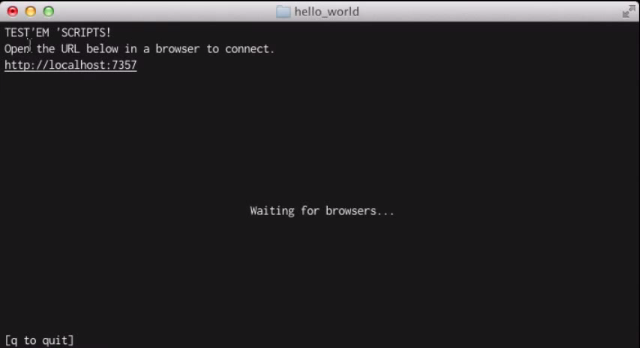 hello_world
TEST'EM 'SCRIPTS!
Open the URL below in a browser to connect.
http://localhost:7357
Waiting for browsers...
[q to quit]